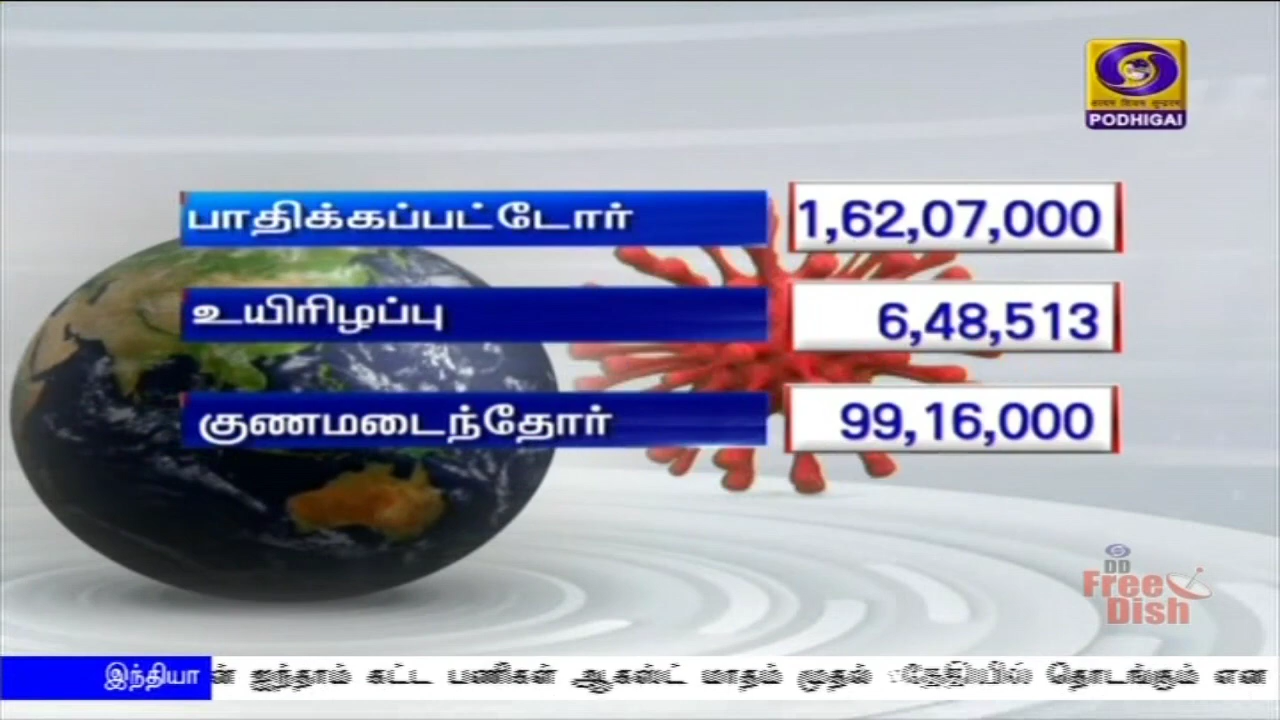 PODHIGAI
பாதிக்கப்பட்டோர் 1,62,07,000
உயிரிழப்பு 6,48,513
குணமடைந்தோர் 99,16,000
DD
Free
Dish
இந்தியா ன் ஐந்தாம் கட்ட பணிகள் ஆகஸ்ட் மாதம் முதல் தேதியில் தொடங்கும் என